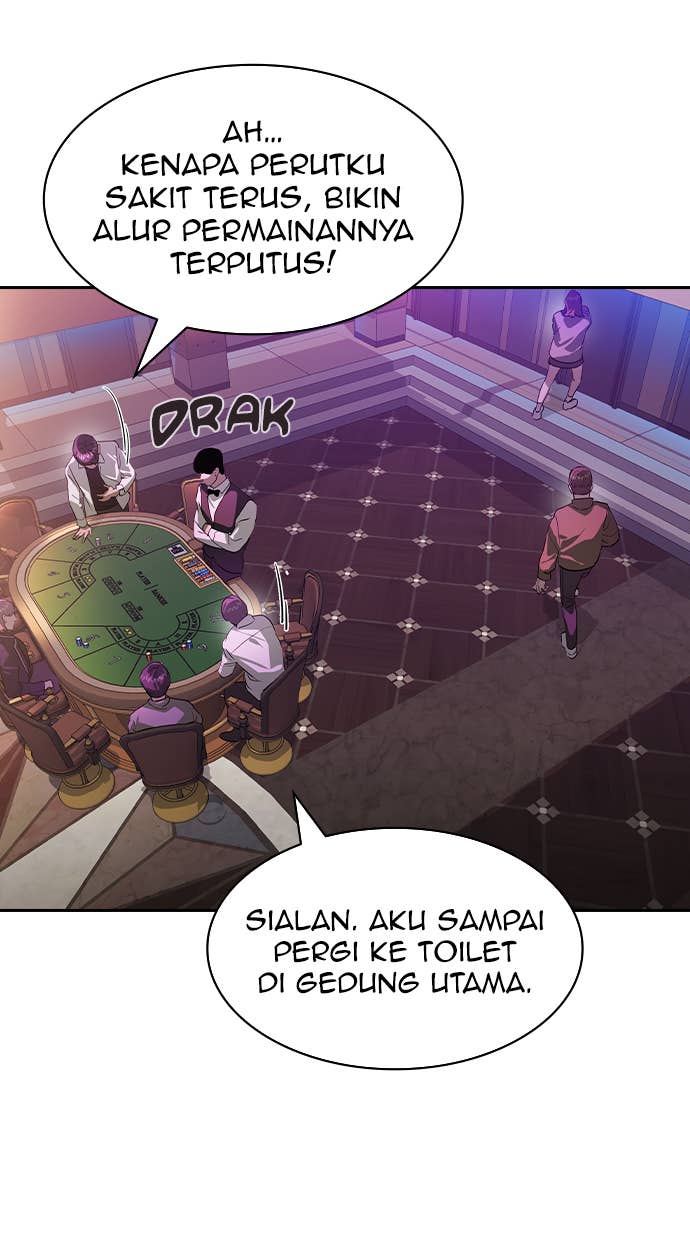 AH...
KENAPA PERUTKU
SAKIT TERUS, BIKIN
ALUR PERMAINANNYA
TERPUTUS!
DRAK
SIALAN. AKU SAMPAI
PERGI KE TOILET
DI GEDUNG UTAMA.